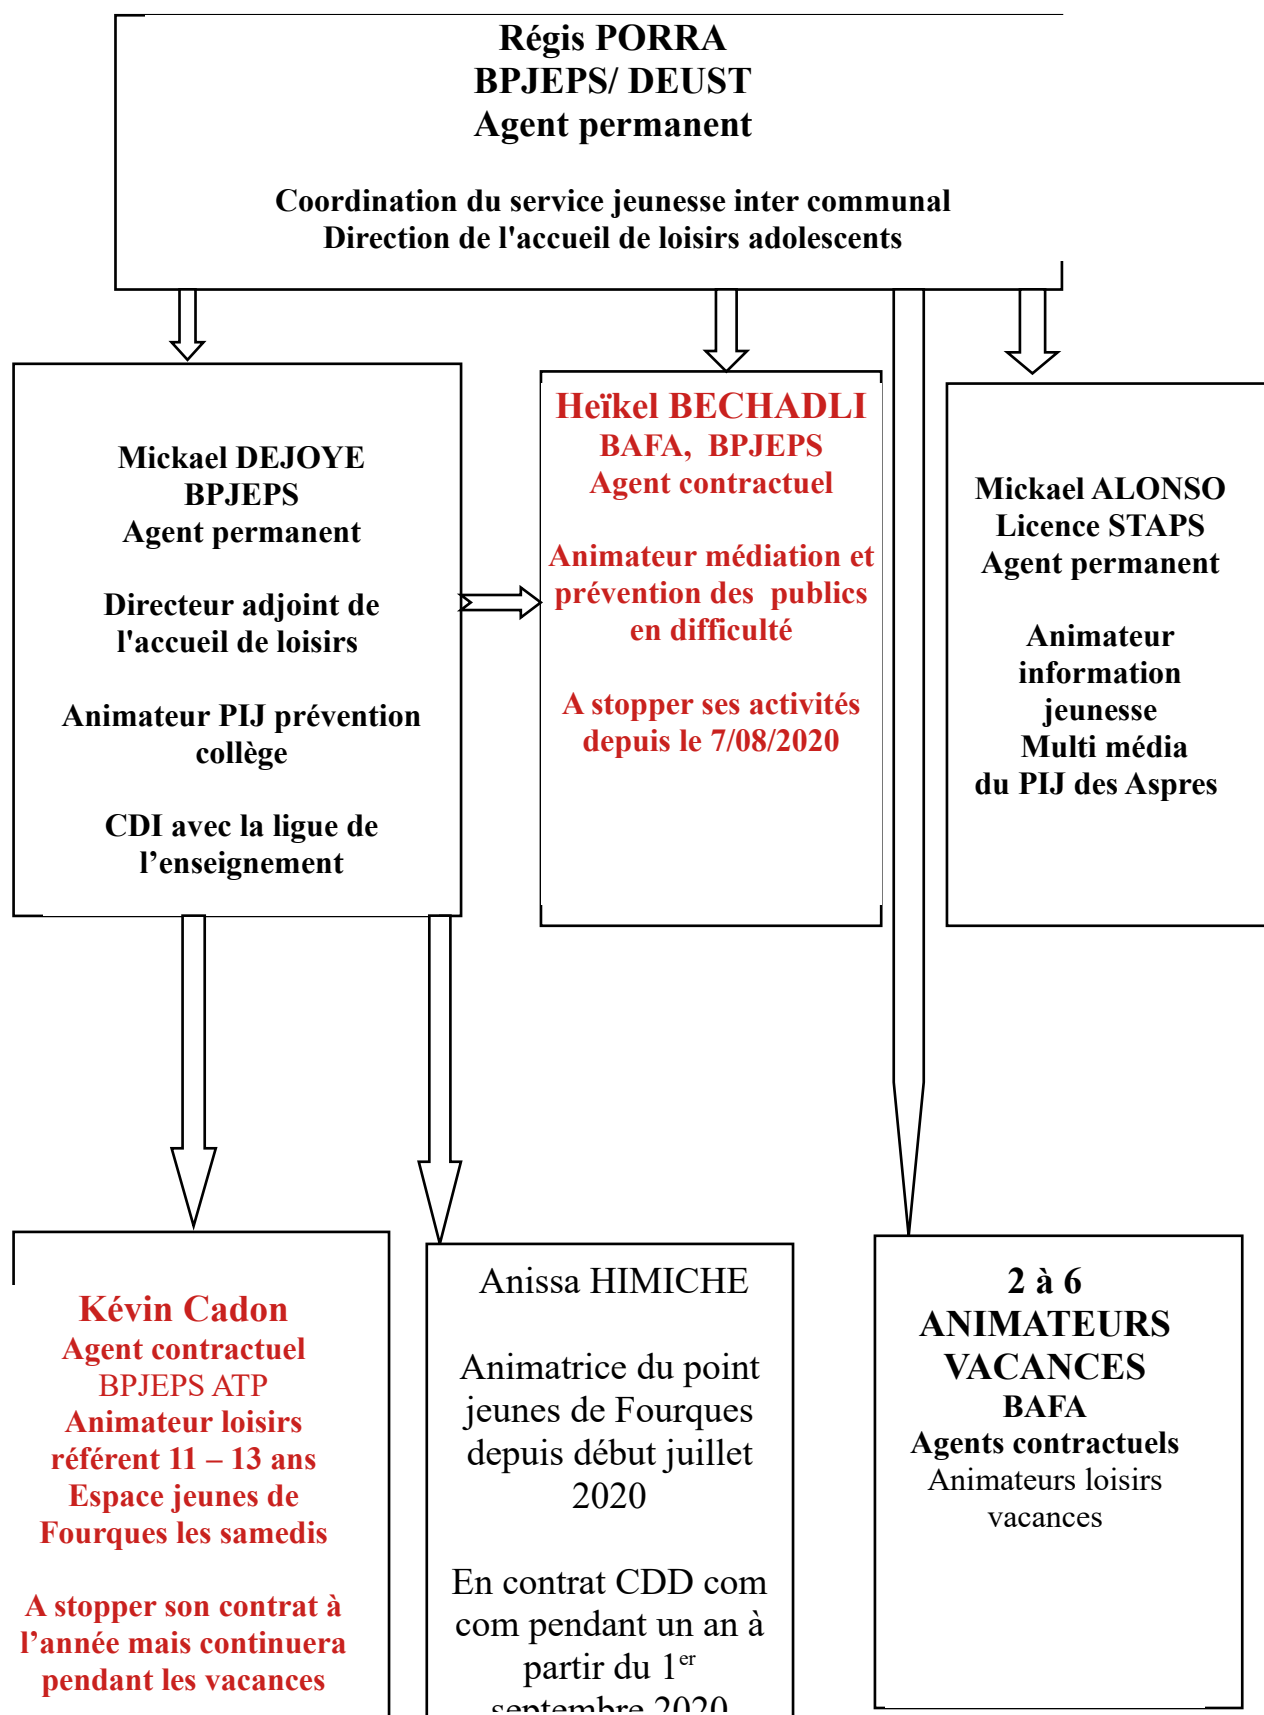 Régis PORRA
BPJEPS/ DEUST
Agent permanent
Coordination du service jeunesse inter communal
Direction de l'accueil de loisirs adolescents
Mickael DEJOYE
BPJEPS
Agent permanent
Directeur adjoint de
l'accueil de loisirs
Animateur PIJ prévention
collège
CDI avec la ligue de
l’enseignement
Heïkel BECHADLI
BAFA, BPJEPS
Agent contractuel
Animateur médiation et
prévention des publics
en difficulté
A stopper ses activités
depuis le 7/08/2020
Mickael ALONSO
Licence STAPS
Agent permanent
Animateur
information
jeunesse
Multi média
du PIJ des Aspres
Kévin Cadon
Agent contractuel
BPJEPS ATP
Animateur loisirs
référent 11 – 13 ans
Espace jeunes de
Fourques les samedis
A stopper son contrat à
l’année mais continuera
pendant les vacances
Anissa HIMICHE
Animatrice du point
jeunes de Fourques
depuis début juillet
2020
En contrat CDD com
com pendant un an à
partir du 1er
septembre 2020
2 à 6
ANIMATEURS
VACANCES
BAFA
Agents contractuels
Animateurs loisirs
vacances